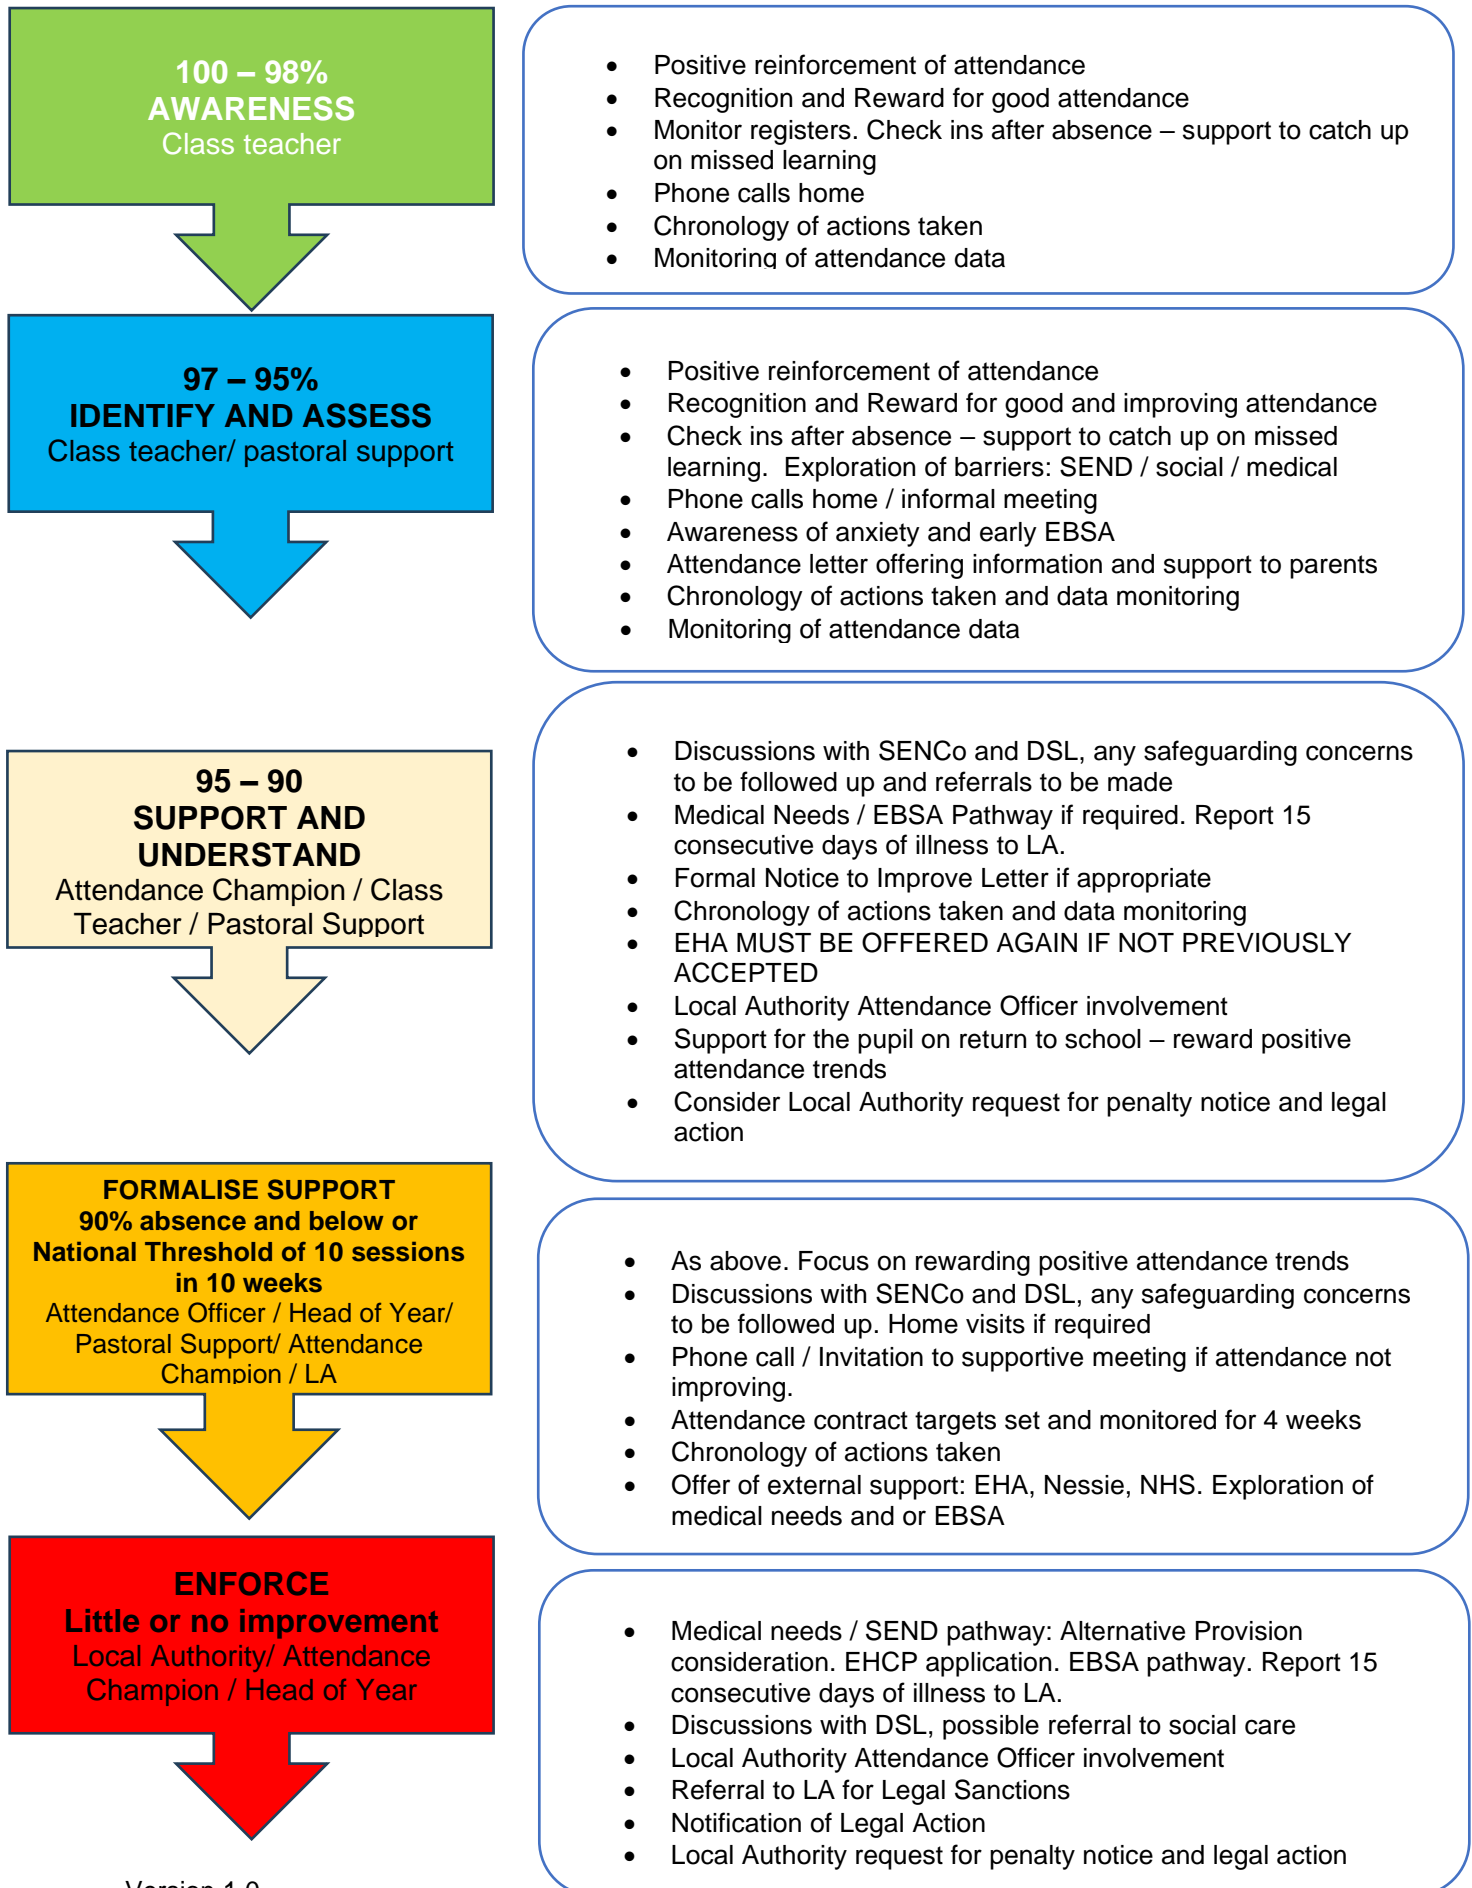 100 – 98%
AWARENESS
Class teacher
• Positive reinforcement of attendance
• Recognition and Reward for good attendance
• Monitor registers. Check ins after absence – support to catch up
on missed learning
• Phone calls home
• Chronology of actions taken
• Monitoring of attendance data
97 – 95%
IDENTIFY AND ASSESS
Class teacher/ pastoral support
• Positive reinforcement of attendance
• Recognition and Reward for good and improving attendance
• Check ins after absence – support to catch up on missed
learning.  Exploration of barriers: SEND / social / medical
• Phone calls home / informal meeting
• Awareness of anxiety and early EBSA
• Attendance letter offering information and support to parents
• Chronology of actions taken and data monitoring
• Monitoring of attendance data
95 – 90
SUPPORT AND
UNDERSTAND
Attendance Champion / Class
Teacher / Pastoral Support
• Discussions with SENCo and DSL, any safeguarding concerns
to be followed up and referrals to be made
• Medical Needs / EBSA Pathway if required. Report 15
consecutive days of illness to LA.
• Formal Notice to Improve Letter if appropriate
• Chronology of actions taken and data monitoring
• EHA MUST BE OFFERED AGAIN IF NOT PREVIOUSLY
ACCEPTED
• Local Authority Attendance Officer involvement
• Support for the pupil on return to school – reward positive
attendance trends
• Consider Local Authority request for penalty notice and legal
action
FORMALISE SUPPORT
90% absence and below or
National Threshold of 10 sessions
in 10 weeks
Attendance Officer / Head of Year/
Pastoral Support/ Attendance
Champion / LA
• As above. Focus on rewarding positive attendance trends
• Discussions with SENCo and DSL, any safeguarding concerns
to be followed up. Home visits if required
• Phone call / Invitation to supportive meeting if attendance not
improving.
• Attendance contract targets set and monitored for 4 weeks
• Chronology of actions taken
• Offer of external support: EHA, Nessie, NHS. Exploration of
medical needs and or EBSA
ENFORCE
Little or no improvement
Local Authority/ Attendance
Champion / Head of Year
• Medical needs / SEND pathway: Alternative Provision
consideration. EHCP application. EBSA pathway. Report 15
consecutive days of illness to LA.
• Discussions with DSL, possible referral to social care
• Local Authority Attendance Officer involvement
• Referral to LA for Legal Sanctions
• Notification of Legal Action
• Local Authority request for penalty notice and legal action
Version 1.0